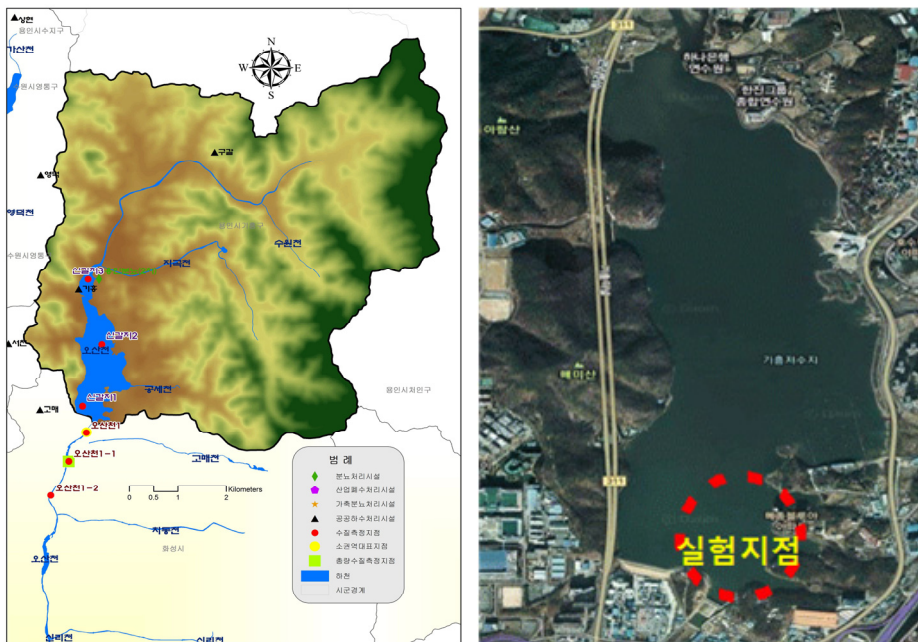 상현
용인시수지구
가산천
원시영통구
N
W
E
S
구갈
영덕
영덕천
수원시영통
수원천
지곡천
신갈지3
기흥
신갈지2
오산천
서천
공세천
신갈지1
고매
용인시처인구
오산천1
오산천1-1
고매천
오산천1-2
0 0.5 1 2 Kilometers
지동천
화성시
오산천
신리천
범 례
분뇨처리시설
산업폐수처리시설
가축분뇨처리시설
공공하수처리시설
수질측정지점
소권역대표지점
총량수질측정지점
하천
시군경계
311
하나은행
연수원
한진그룹
종합연수원
아람산
기흥저수지
매미산
311
실험지점